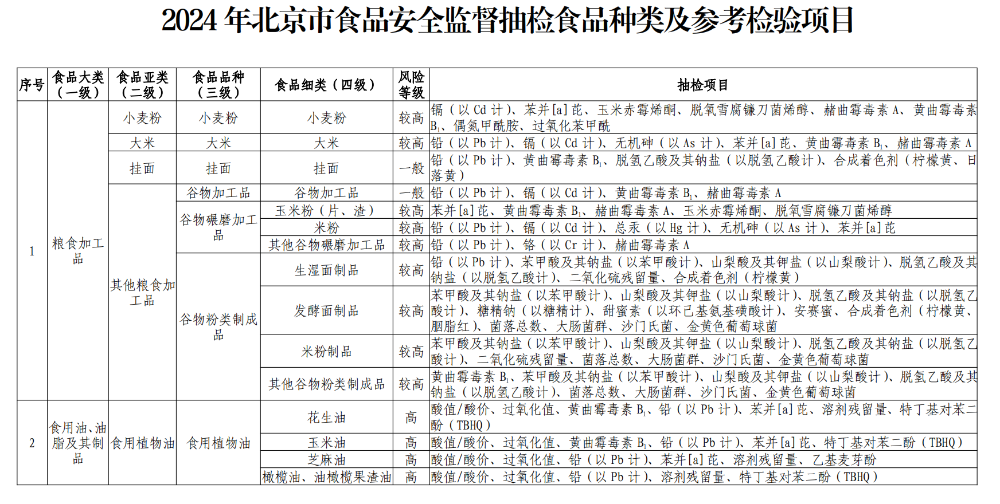 2024 年北京市食品安全监督抽检食品种类及参考检验项目
序号 食品大类（一级） 食品亚类（二级） 食品品种（三级） 食品细类（四级） 风险等级 抽检项目
1 粮食加工品 小麦粉 小麦粉 小麦粉 较高 镉（以 Cd 计）、苯并[a]芘、玉米赤霉烯酮、脱氧雪腐镰刀菌烯醇、赭曲霉毒素 A、黄曲霉毒素
B₁、偶氮甲酰胺、过氧化苯甲酰
大米 大米 大米 较高 铅（以 Pb 计）、镉（以 Cd 计）、无机砷（以 As 计）、苯并[a]芘、黄曲霉毒素 B₁、赭曲霉毒素 A
挂面 挂面 挂面 一般 铅（以 Pb 计）、黄曲霉毒素 B₁、脱氢乙酸及其钠盐（以脱氢乙酸计）、合成着色剂（柠檬黄、日
落黄）
其他粮食加工品 谷物加工品 谷物加工品 一般 铅（以 Pb 计）、镉（以 Cd 计）、黄曲霉毒素 B₁、赭曲霉毒素 A
谷物碾磨加工品 玉米粉（片、渣） 较高 苯并[a]芘、黄曲霉毒素 B₁、赭曲霉毒素 A、玉米赤霉烯酮、脱氧雪腐镰刀菌烯醇
米粉 较高 铅（以 Pb 计）、镉（以 Cd 计）、总汞（以 Hg 计）、无机砷（以 As 计）、苯并[a]芘
其他谷物碾磨加工品 较高 铅（以 Pb 计）、铬（以 Cr 计）、赭曲霉毒素 A
谷物粉类制成品 生湿面制品 较高 铅（以 Pb 计）、苯甲酸及其钠盐（以苯甲酸计）、山梨酸及其钾盐（以山梨酸计）、脱氢乙酸及其
钠盐（以脱氢乙酸计）、二氧化硫残留量、合成着色剂（柠檬黄）
发酵面制品 较高 苯甲酸及其钠盐（以苯甲酸计）、山梨酸及其钾盐（以山梨酸计）、脱氢乙酸及其钠盐（以脱氢乙
酸计）、糖精钠（以糖精计）、甜蜜素（以环己基氨基磺酸计）、安赛蜜、合成着色剂（柠檬黄、
胭脂红）、菌落总数、大肠菌群、沙门氏菌、金黄色葡萄球菌
米粉制品 较高 苯甲酸及其钠盐（以苯甲酸计）、山梨酸及其钾盐（以山梨酸计）、脱氢乙酸及其钠盐（以脱氢乙
酸计）、二氧化硫残留量、菌落总数、大肠菌群、沙门氏菌、金黄色葡萄球菌
其他谷物粉类制成品 较高 黄曲霉毒素 B₁、苯甲酸及其钠盐（以苯甲酸计）、山梨酸及其钾盐（以山梨酸计）、脱氢乙酸及其
钠盐（以脱氢乙酸计）、菌落总数、大肠菌群、沙门氏菌、金黄色葡萄球菌
2 食用油、油脂及其制品 食用植物油 食用植物油 花生油 高 酸值/酸价、过氧化值、黄曲霉毒素 B₁、铅（以 Pb 计）、苯并[a]芘、溶剂残留量、特丁基对苯二
酚（TBHQ）
玉米油 高 酸值/酸价、过氧化值、黄曲霉毒素 B₁、铅（以 Pb 计）、苯并[a]芘、特丁基对苯二酚（TBHQ）
芝麻油 高 酸值/酸价、过氧化值、铅（以 Pb 计）、苯并[a]芘、溶剂残留量、乙基麦芽酚
橄榄油、油橄榄果渣油 高 酸值/酸价、过氧化值、铅（以 Pb 计）、溶剂残留量、特丁基对苯二酚（TBHQ）